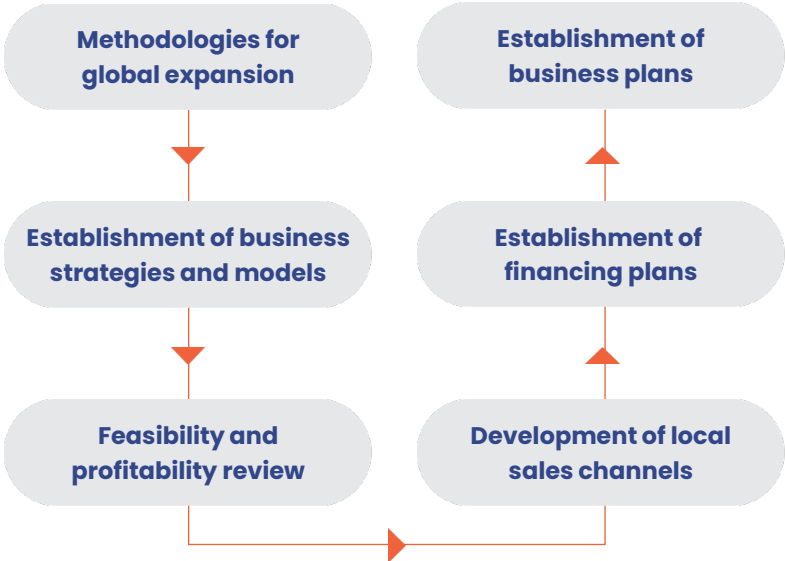 Methodologies for
global expansion
Establishment of business
strategies and models
Feasibility and
profitability review
Development of local
sales channels
Establishment of
financing plans
Establishment of
business plans